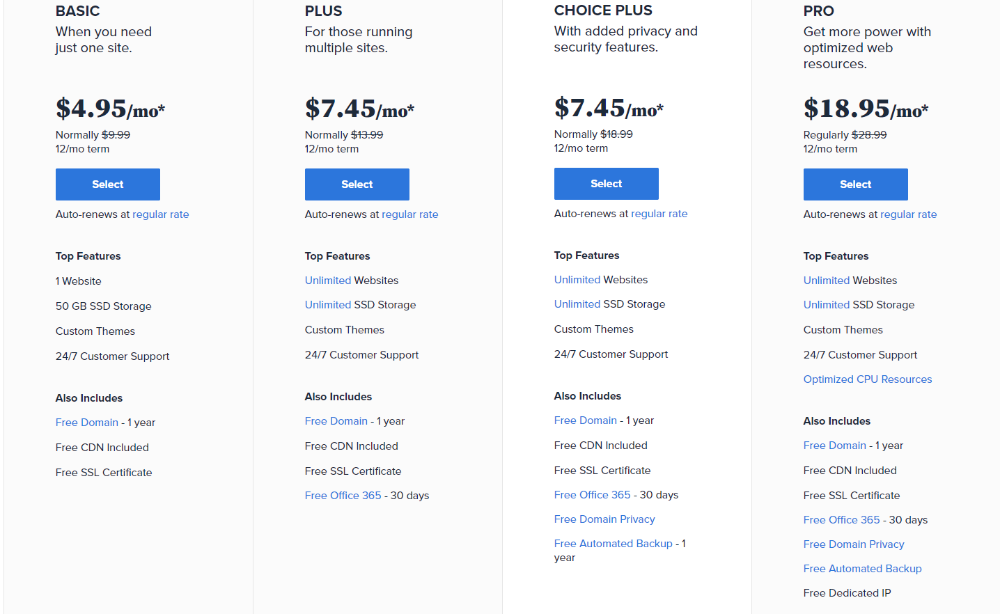 BASIC
When you need
just one site.
$4.95/mo*
Normally $9.99
12/mo term
Select
Auto-renews at regular rate
Top Features
1 Website
50 GB SSD Storage
Custom Themes
24/7 Customer Support
Also Includes
Free Domain - 1 year
Free CDN Included
Free SSL Certificate
PLUS
For those running
multiple sites.
$7.45/mo*
Normally $13.99
12/mo term
Select
Auto-renews at regular rate
Top Features
Unlimited Websites
Unlimited SSD Storage
Custom Themes
24/7 Customer Support
Also Includes
Free Domain - 1 year
Free CDN Included
Free SSL Certificate
Free Office 365 - 30 days
CHOICE PLUS
With added privacy and
security features.
$7.45/mo*
Normally $18.99
12/mo term
Select
Auto-renews at regular rate
Top Features
Unlimited Websites
Unlimited SSD Storage
Custom Themes
24/7 Customer Support
Also Includes
Free Domain - 1 year
Free CDN Included
Free SSL Certificate
Free Office 365 - 30 days
Free Domain Privacy
Free Automated Backup - 1
year
PRO
Get more power with
optimized web
resources.
$18.95/mo*
Regularly $28.99
12/mo term
Select
Auto-renews at regular rate
Top Features
Unlimited Websites
Unlimited SSD Storage
Custom Themes
24/7 Customer Support
Optimized CPU Resources
Also Includes
Free Domain - 1 year
Free CDN Included
Free SSL Certificate
Free Office 365 - 30 days
Free Domain Privacy
Free Automated Backup
Free Dedicated IP